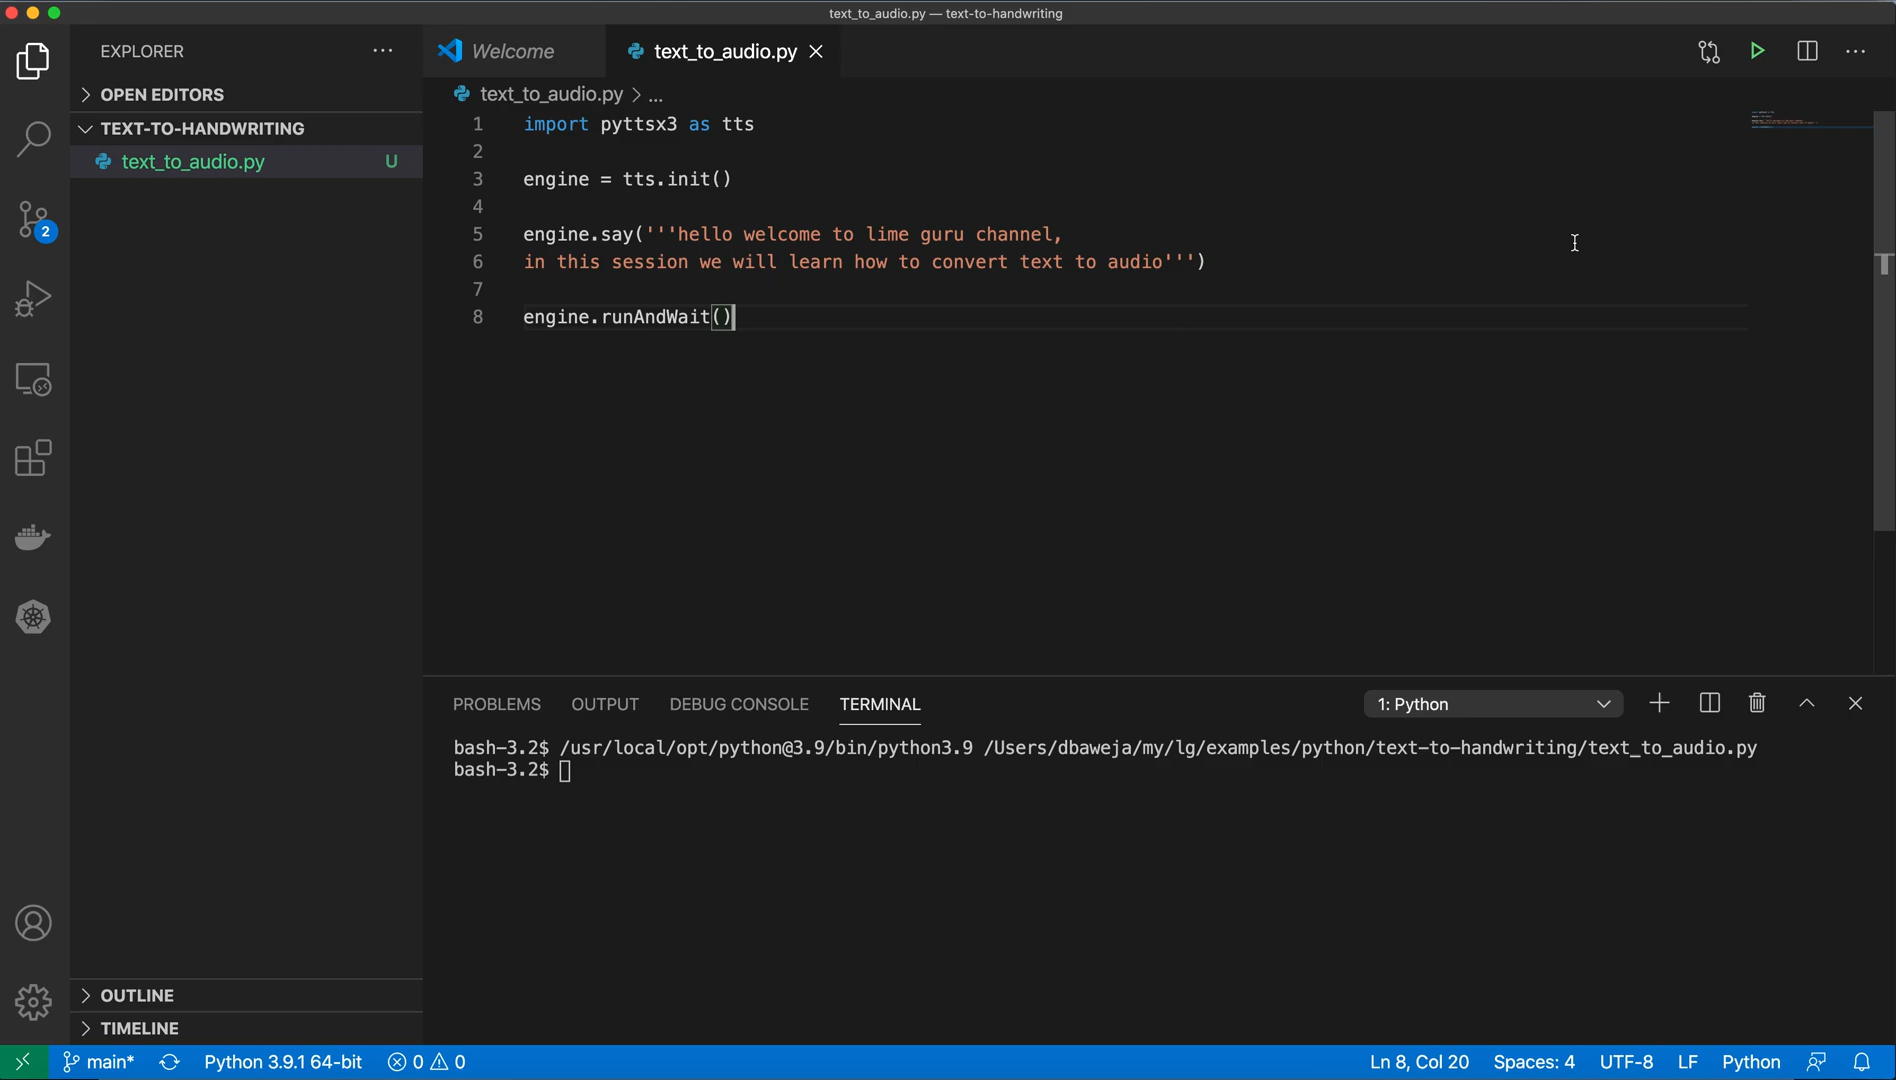 text_to_audio.py — text-to-handwriting
EXPLORER
Welcome
text_to_audio.py
OPEN EDITORS
TEXT-TO-HANDWRITING
text_to_audio.py U
2
text_to_audio.py > ...
1 import pyttsx3 as tts
2
3 engine = tts.init()
4
5 engine.say('''hello welcome to lime guru channel,
6 in this session we will learn how to convert text to audio''')
7
8 engine.runAndWait()
PROBLEMS OUTPUT DEBUG CONSOLE TERMINAL 1: Python
bash-3.2$ /usr/local/opt/python@3.9/bin/python3.9 /Users/dbaweja/my/lg/examples/python/text-to-handwriting/text_to_audio.py
bash-3.2$
OUTLINE
TIMELINE
main* Python 3.9.1 64-bit 0 0 Ln 8, Col 20 Spaces: 4 UTF-8 LF Python